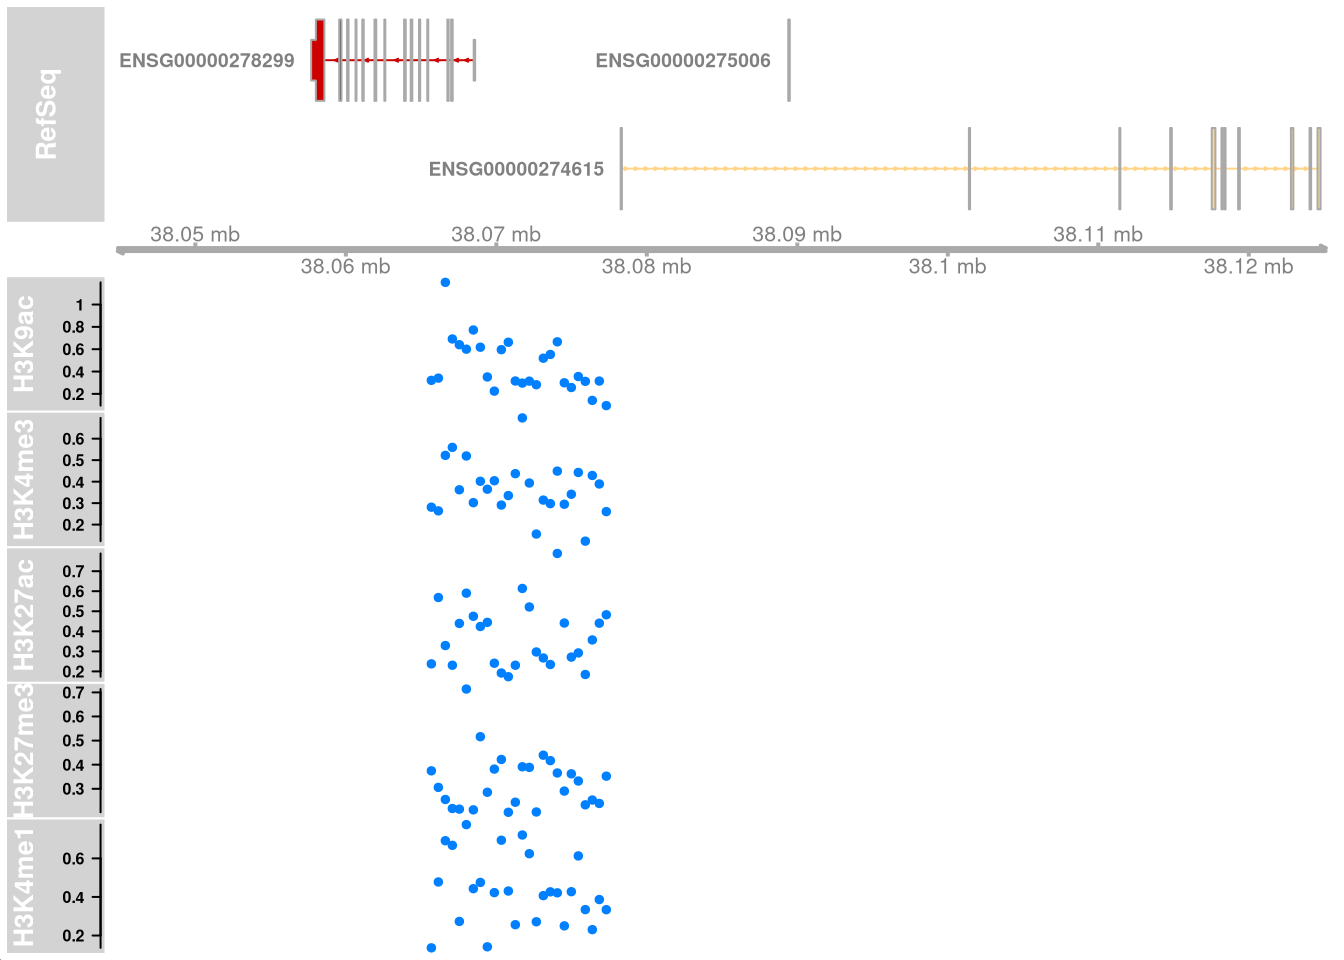 RefSeq
ENSG00000278299
ENSG00000275006
ENSG00000274615
38.05 mb
38.07 mb
38.09 mb
38.11 mb
38.06 mb
38.08 mb
38.1 mb
38.12 mb
H3K9ac
1
0.8
0.6
0.4
0.2
H3K4me3
0.6
0.5
0.4
0.3
0.2
H3K27ac
0.7
0.6
0.5
0.4
0.3
0.2
H3K27me3
0.7
0.6
0.5
0.4
0.3
H3K4me1
0.6
0.4
0.2